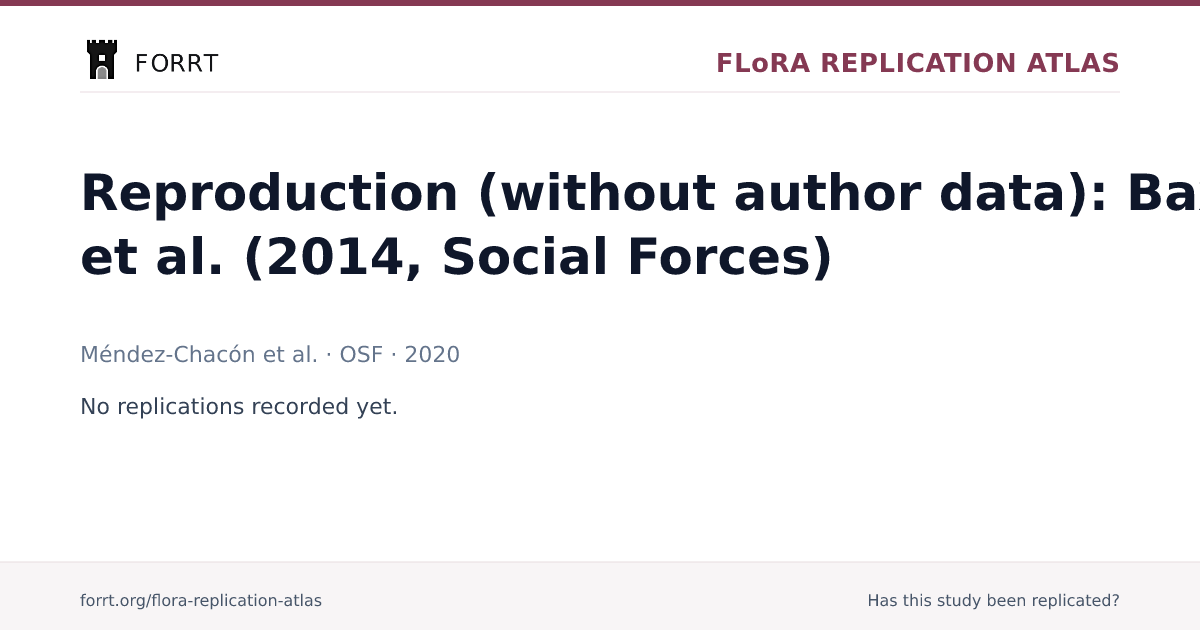 FORRT
FLoRA REPLICATION ATLAS
Reproduction (without author data):
et al. (2014, Social Forces)
Méndez-Chacón et al. · OSF · 2020
No replications recorded yet.
forrt.org/flora-replication-atlas
Has this study been replicated?